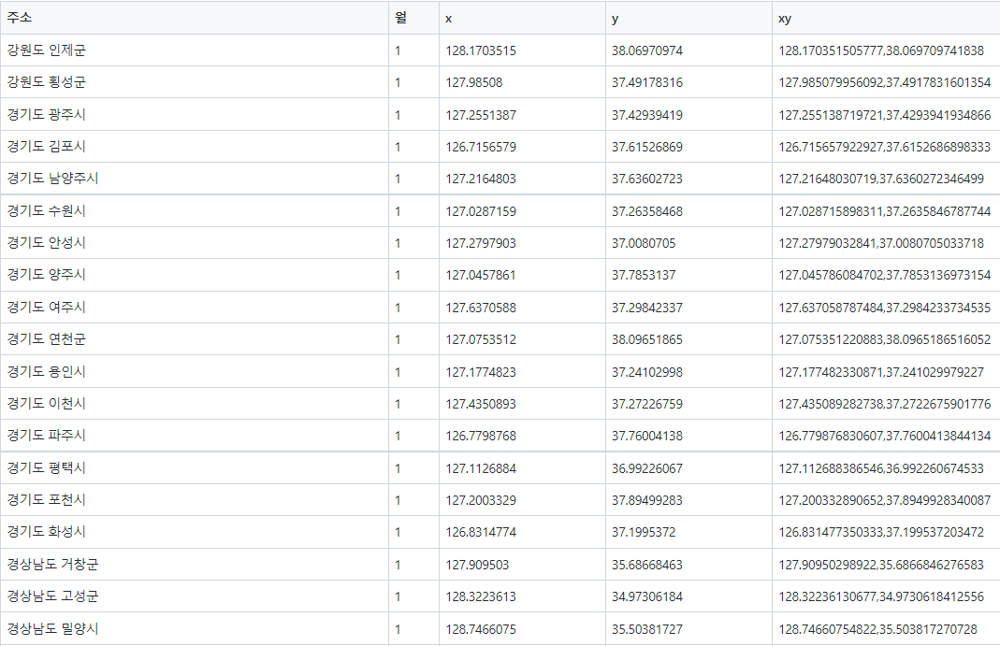 주소 월 x y xy
강원도 인제군 1 128.1703515 38.06970974 128.170351505777,38.069709741838
강원도 횡성군 1 127.98508 37.49178316 127.985079956092,37.4917831601354
경기도 광주시 1 127.2551387 37.42939419 127.255138719721,37.4293941934866
경기도 김포시 1 126.7156579 37.61526869 126.715657922927,37.6152686898333
경기도 남양주시 1 127.2164803 37.63602723 127.21648030719,37.6360272346499
경기도 수원시 1 127.0287159 37.26358468 127.028715898311,37.2635846787744
경기도 안성시 1 127.2797903 37.0080705 127.27979032841,37.0080705033718
경기도 양주시 1 127.0457861 37.7853137 127.045786084702,37.7853136973154
경기도 여주시 1 127.6370588 37.29842337 127.637058787484,37.2984233734535
경기도 연천군 1 127.0753512 38.09651865 127.075351220883,38.0965186516052
경기도 용인시 1 127.1774823 37.24102998 127.177482330871,37.241029979227
경기도 이천시 1 127.4350893 37.27226759 127.435089282738,37.2722675901776
경기도 파주시 1 126.7798768 37.76004138 126.779876830607,37.7600413844134
경기도 평택시 1 127.1126884 36.99226067 127.112688386546,36.992260674533
경기도 포천시 1 127.2003329 37.89499283 127.200332890652,37.8949928340087
경기도 화성시 1 126.8314774 37.1995372 126.831477350333,37.199537203472
경상남도 거창군 1 127.909503 35.68668463 127.90950298922,35.6866846276583
경상남도 고성군 1 128.3223613 34.97306184 128.32236130677,34.9730618412556
경상남도 밀양시 1 128.7466075 35.50381727 128.74660754822,35.503817270728